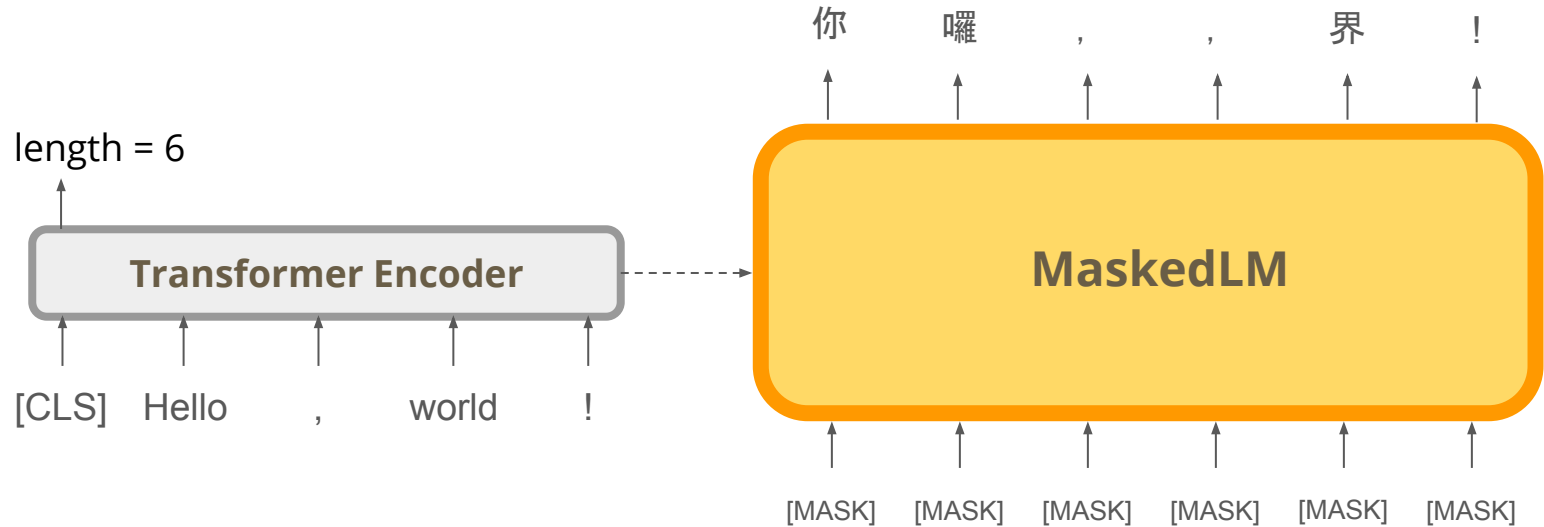 你 囉 , , 界 !
length = 6
Transformer Encoder
MaskedLM
[CLS] Hello , world !
[MASK] [MASK] [MASK] [MASK] [MASK] [MASK]